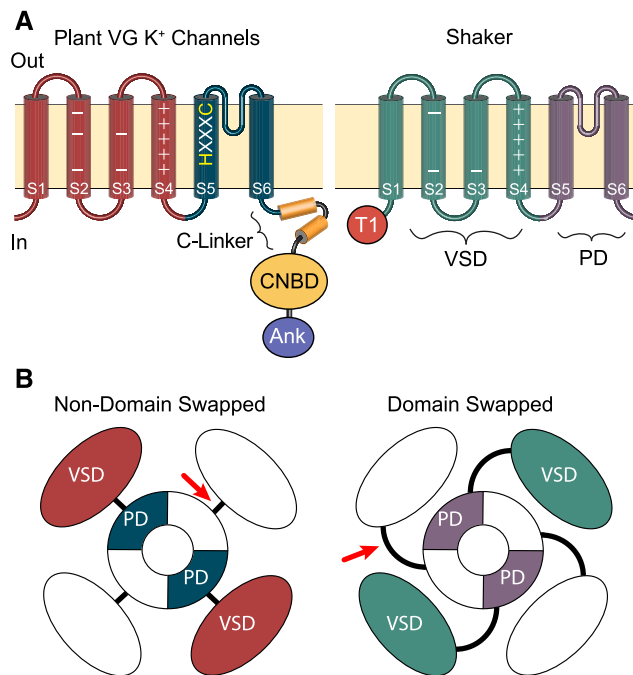 A
Plant VG K⁺ Channels
Shaker
Out
HXXXC
+++++
++++
S1 S2 S3 S4 S5 S6
S1 S2 S3 S4 S5 S6
In
C-Linker
T1
VSD
PD
CNBD
Ank
B
Non-Domain Swapped
Domain Swapped
VSD
PD
PD
VSD
VSD
PD
PD
VSD